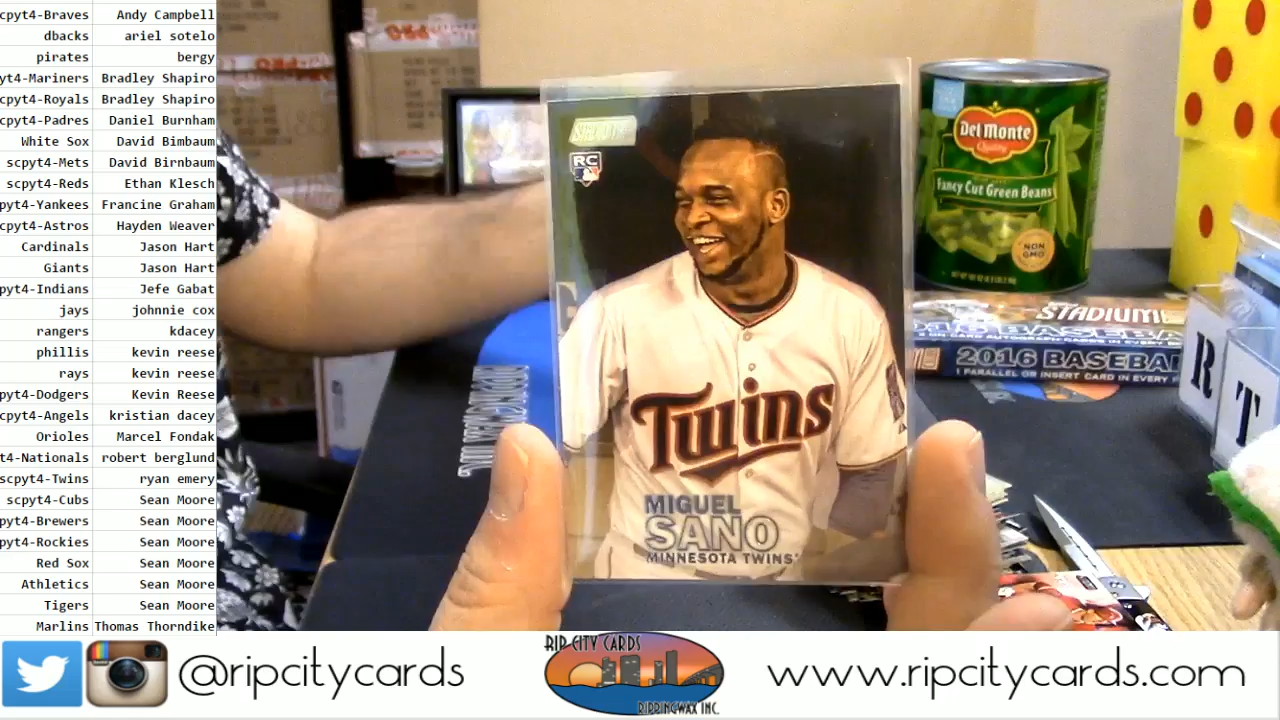 cpyt4-Braves Andy Campbell
dbacks ariel sotelo
pirates bergy
yt4-Mariners Bradley Shapiro
cpyt4-Royals Bradley Shapiro
cpyt4-Padres Daniel Burnham
White Sox David Bimbaum
scpyt4-Mets David Birnbaum
scpyt4-Reds Ethan Klesch
pyt4-Yankees Francine Graham
cpyt4-Astros Hayden Weaver
Cardinals Jason Hart
Giants Jason Hart
pyt4-Indians Jefe Gabat
jays johnnie cox
rangers kdacey
phillis kevin reese
rays kevin reese
pyt4-Dodgers Kevin Reese
cpyt4-Angels kristian dacey
Orioles Marcel Fondak
t4-Nationals robert berglund
scpyt4-Twins ryan emery
scpyt4-Cubs Sean Moore
pyt4-Brewers Sean Moore
pyt4-Rockies Sean Moore
Red Sox Sean Moore
Athletics Sean Moore
Tigers Sean Moore
Marlins Thomas Thorndike
RC
Twins
MIGUEL
SANO
MINNESOTA TWINS
Del Monte
Quality
Fancy Cut Green Beans
NON
GMO
STADIUM
2016 BASEBA
2016 BASEBAL
1 PARALLEL OR INSERT CARD IN EVERY P
R
T
@ripcitycards
RIP CITY CARDS
RIPPINGWAX INC.
www.ripcitycards.com